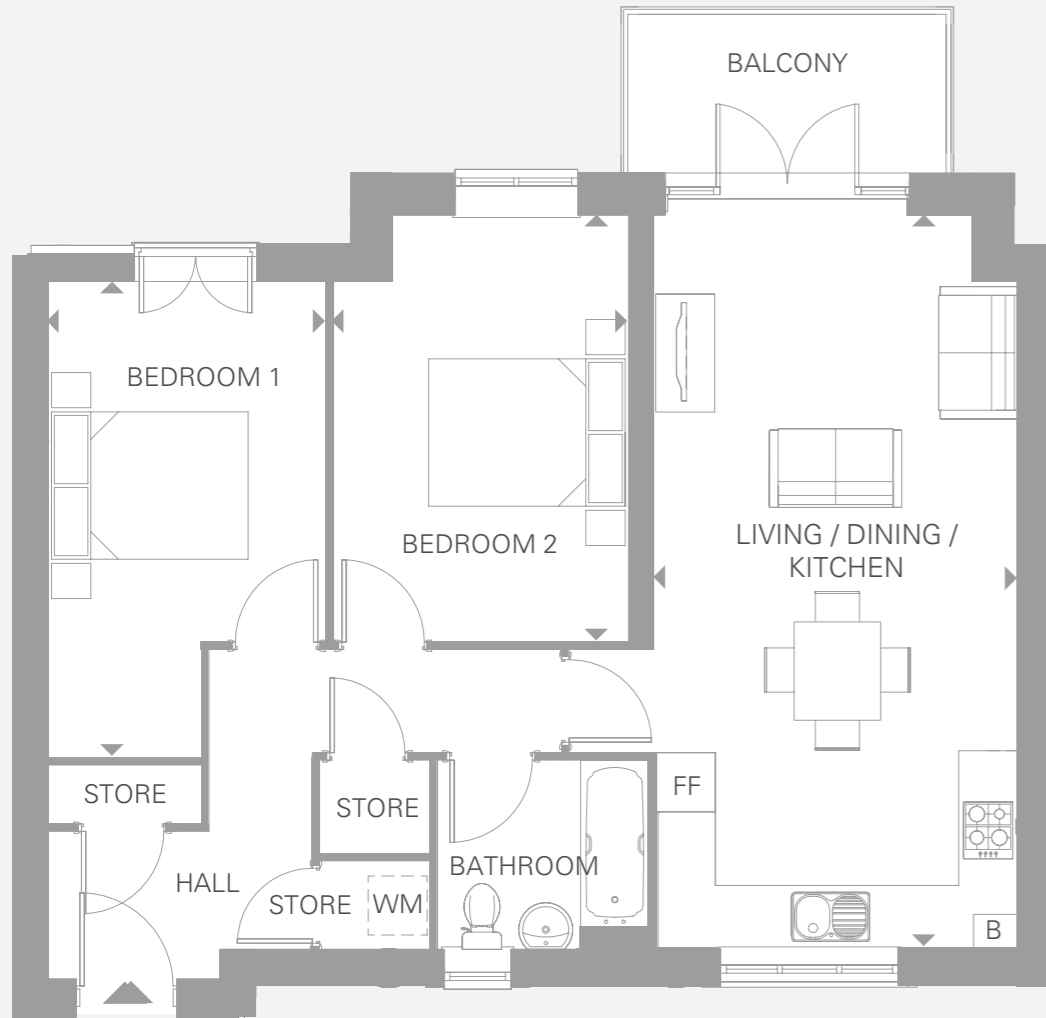 BALCONY
BEDROOM 1
BEDROOM 2
LIVING / DINING /
KITCHEN
FF
STORE
STORE
BATHROOM
HALL
STORE
WM
B